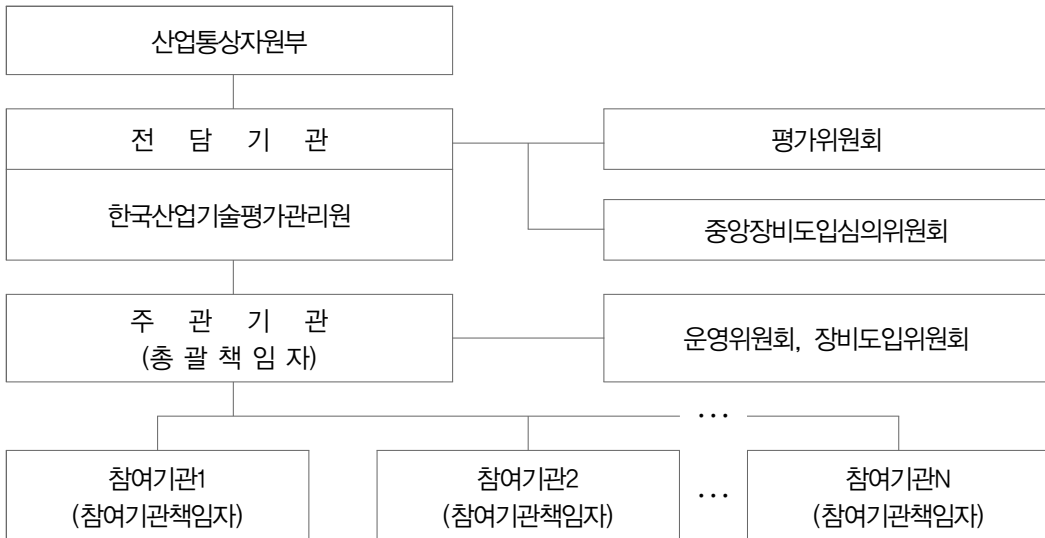 산업통상자원부
전 담 기 관
평가위원회
한국산업기술평가관리원
중앙장비도입심의위원회
주 관 기 관
(총 괄 책 임 자)
운영위원회, 장비도입위원회
…
참여기관1
(참여기관책임자)
참여기관2
(참여기관책임자)
…
참여기관N
(참여기관책임자)